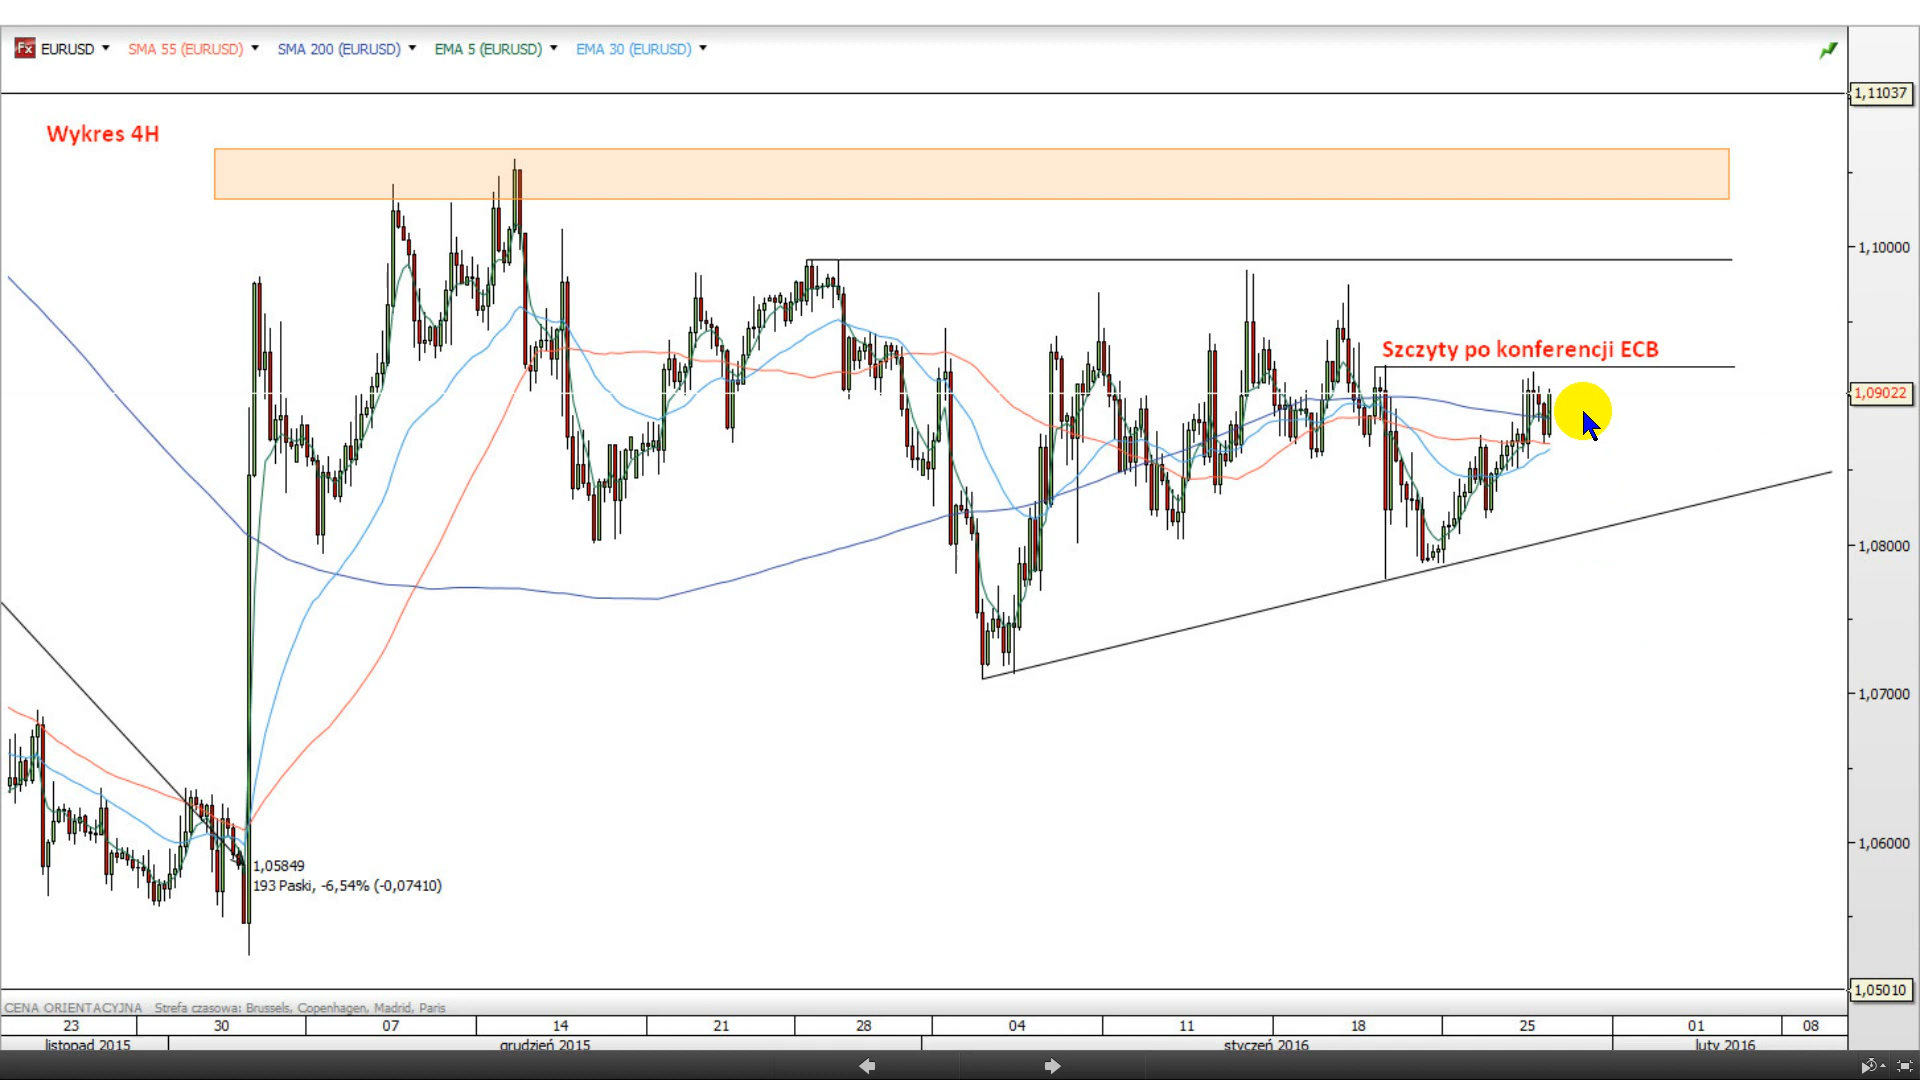 Fx EURUSD SMA 55 (EURUSD) SMA 200 (EURUSD) EMA 5 (EURUSD) EMA 30 (EURUSD)
1,11037
Wykres 4H
1,10000
Szczyty po konferencji ECB
1,09022
1,08000
1,07000
1,06000
1,05849
193 Paski, -6,54% (-0,07410)
1,05010
CENA ORIENTACYJNA Strefa czasowa: Brussels, Copenhagen, Madrid, Paris
23 30 07 14 21 28 04 11 18 25 01 08
listopad 2015 grudzień 2015 styczeń 2016 luty 2016